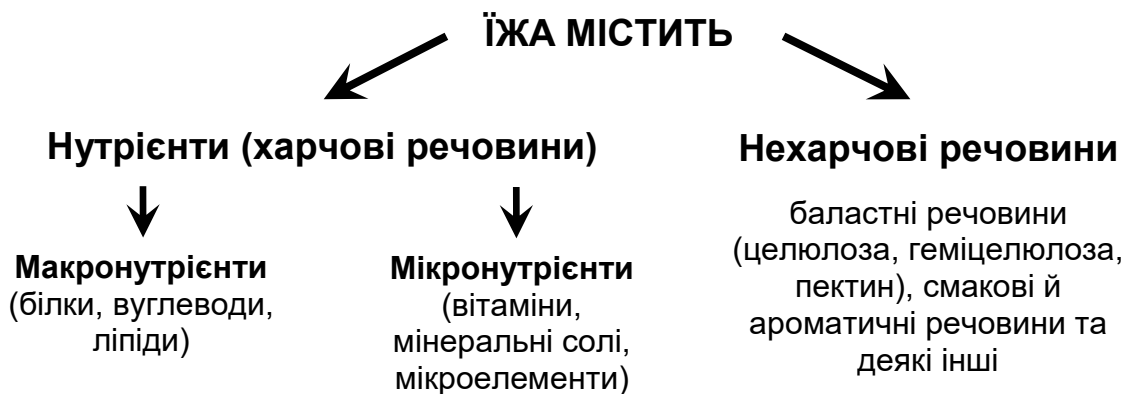 ЇЖА МІСТИТЬ
Нутрієнти (харчові речовини)
Макронутрієнти
(білки, вуглеводи,
ліпіди)
Мікронутрієнти
(вітаміни,
мінеральні солі,
мікроелементи)
Нехарчові речовини
баластні речовини
(целюлоза, геміцелюлоза,
пектин), смакові й
ароматичні речовини та
деякі інші